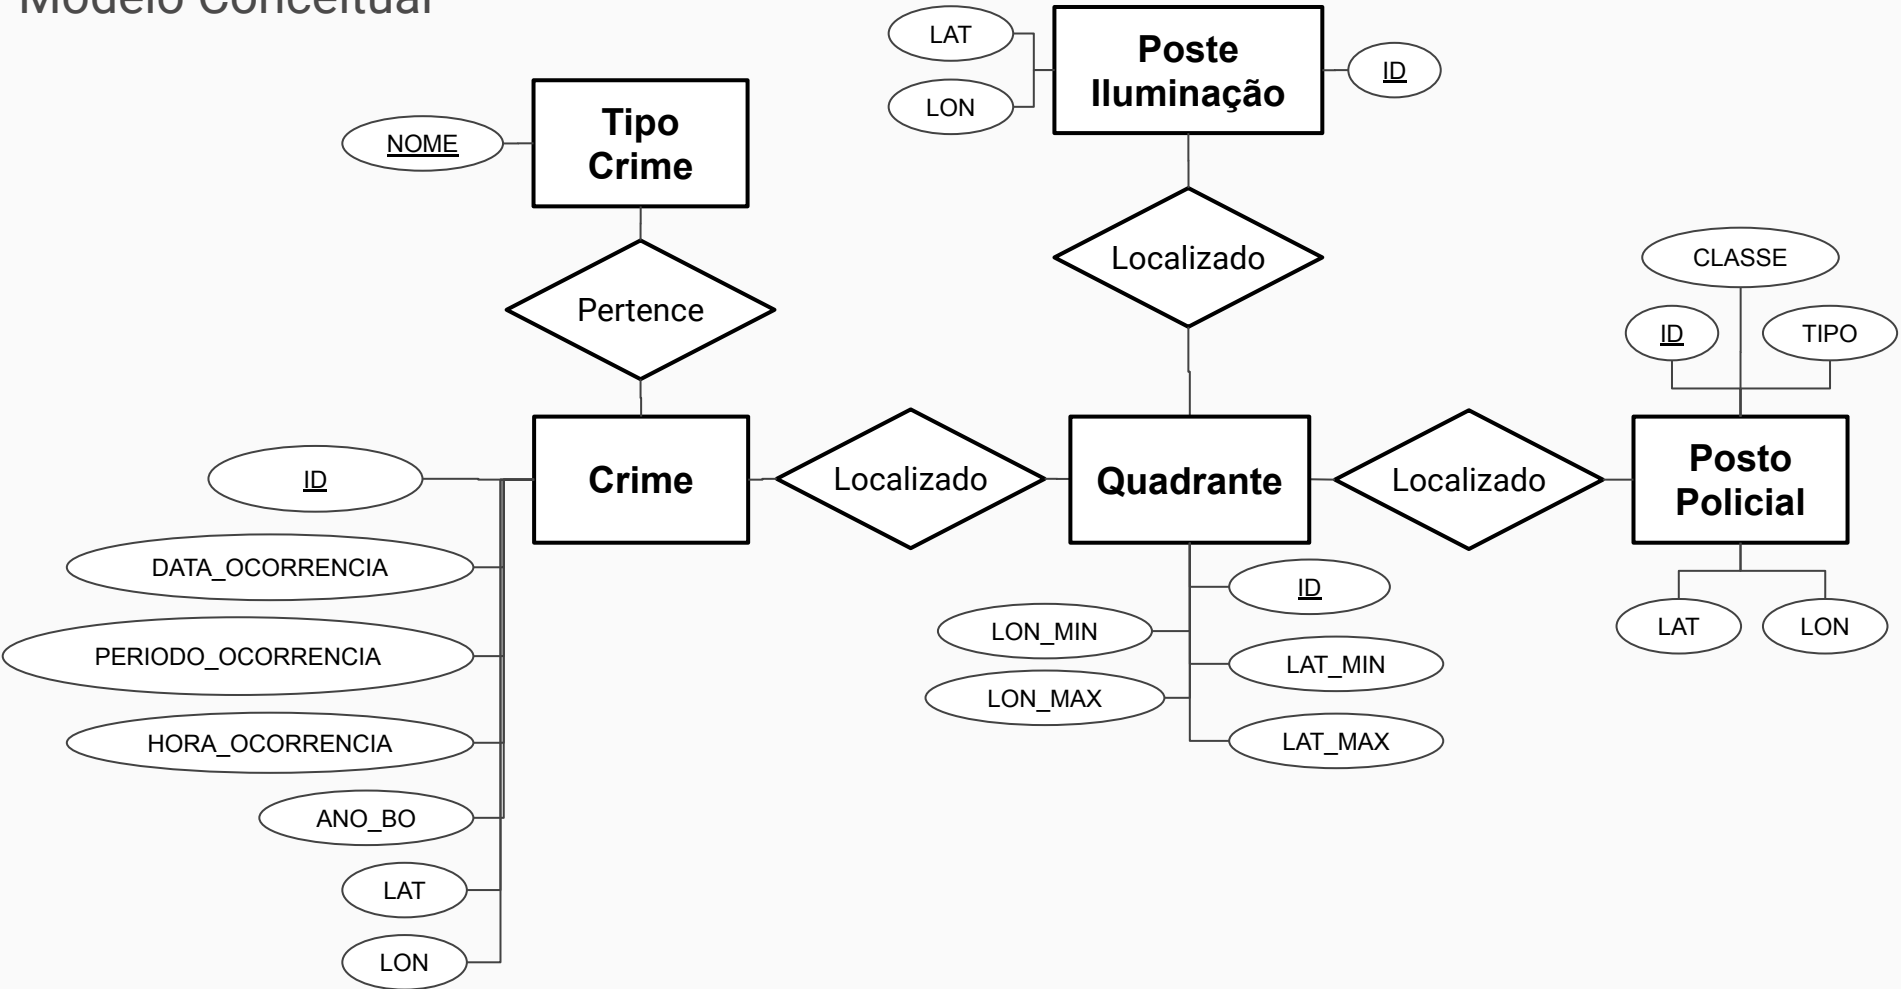 Modelo Conceitual
LAT
LON
Poste
Iluminação
ID
NOME
Tipo
Crime
Pertence
Localizado
CLASSE
ID
TIPO
ID
Crime
Localizado
Quadrante
Localizado
Posto
Policial
DATA_OCORRENCIA
PERIODO_OCORRENCIA
HORA_OCORRENCIA
ANO_BO
LAT
LON
ID
LON_MIN
LAT_MIN
LON_MAX
LAT_MAX
LAT
LON